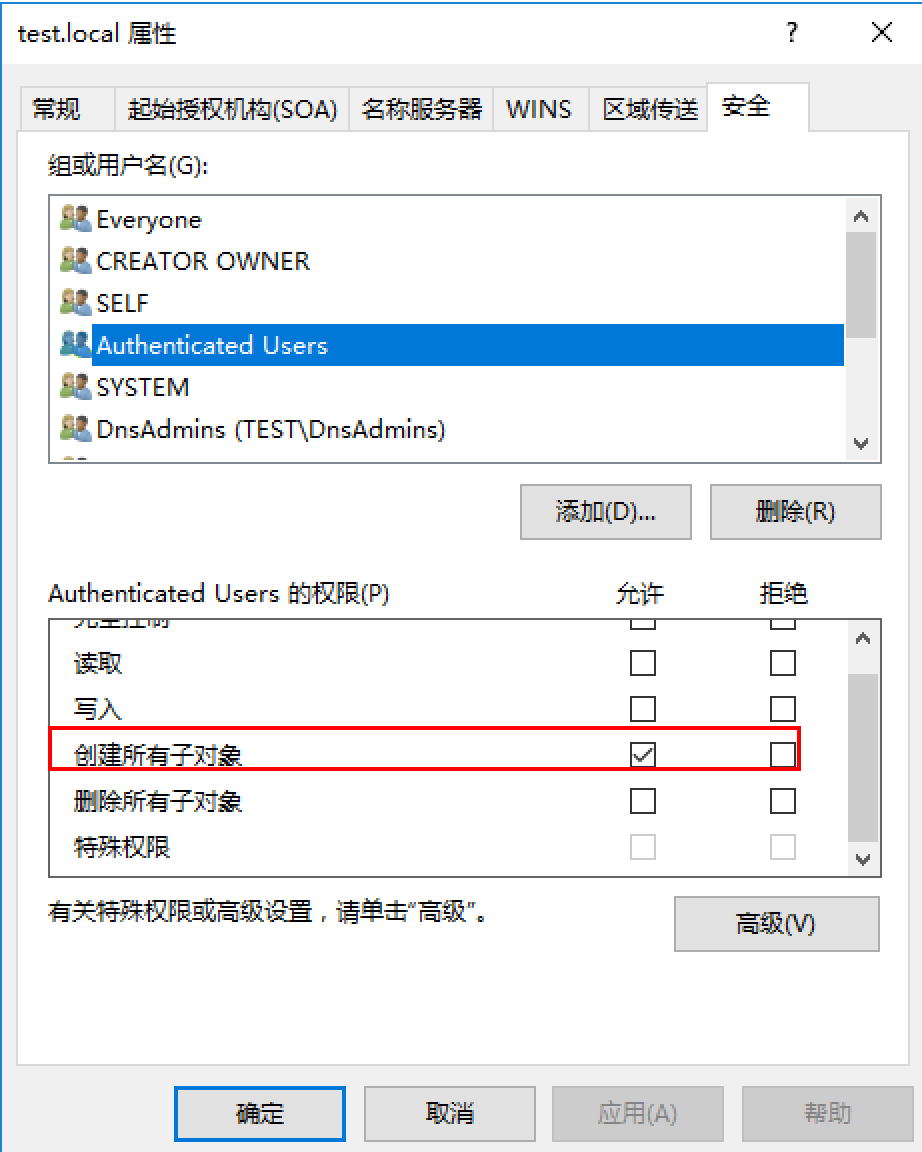 test.local 属性
常规 起始授权机构(SOA) 名称服务器 WINS 区域传送 安全
组或用户名(G):
Everyone
CREATOR OWNER
SELF
Authenticated Users
SYSTEM
DnsAdmins (TEST\DnsAdmins)
添加(D)... 删除(R)
Authenticated Users 的权限(P) 允许 拒绝
完全控制
读取
写入
创建所有子对象
删除所有子对象
特殊权限
有关特殊权限或高级设置，请单击“高级”。
高级(V)
确定 取消 应用(A) 帮助